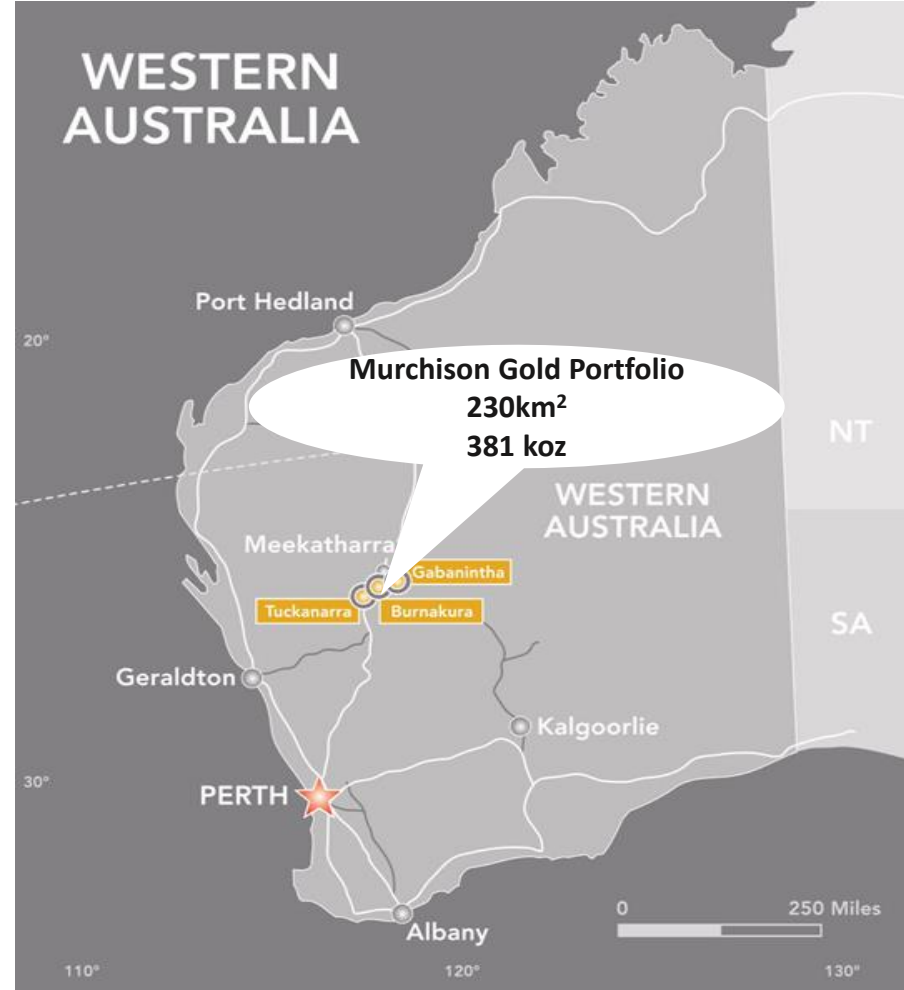 WESTERN
AUSTRALIA
Port Hedland
20°
Murchison Gold Portfolio
230km²
381 koz
NT
WESTERN
AUSTRALIA
Meekatharra
Gabanintha
Tuckanarra
Burnakura
SA
Geraldton
Kalgoorlie
30°
PERTH
0 250 Miles
Albany
110° 120° 130°